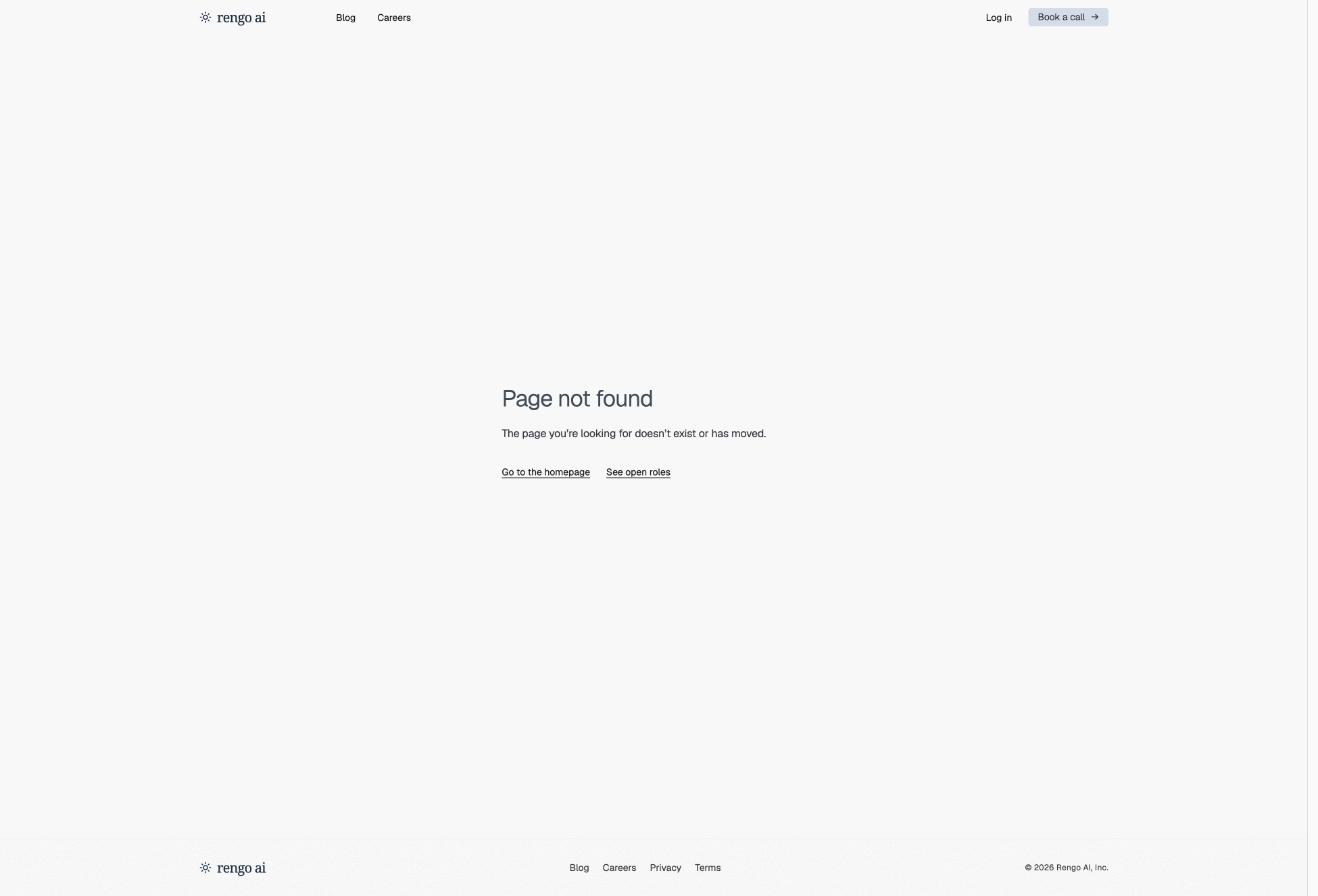 rengo ai Blog Careers Log in Book a call →
Page not found
The page you're looking for doesn't exist or has moved.
Go to the homepage See open roles
rengo ai Blog Careers Privacy Terms © 2026 Rengo AI, Inc.